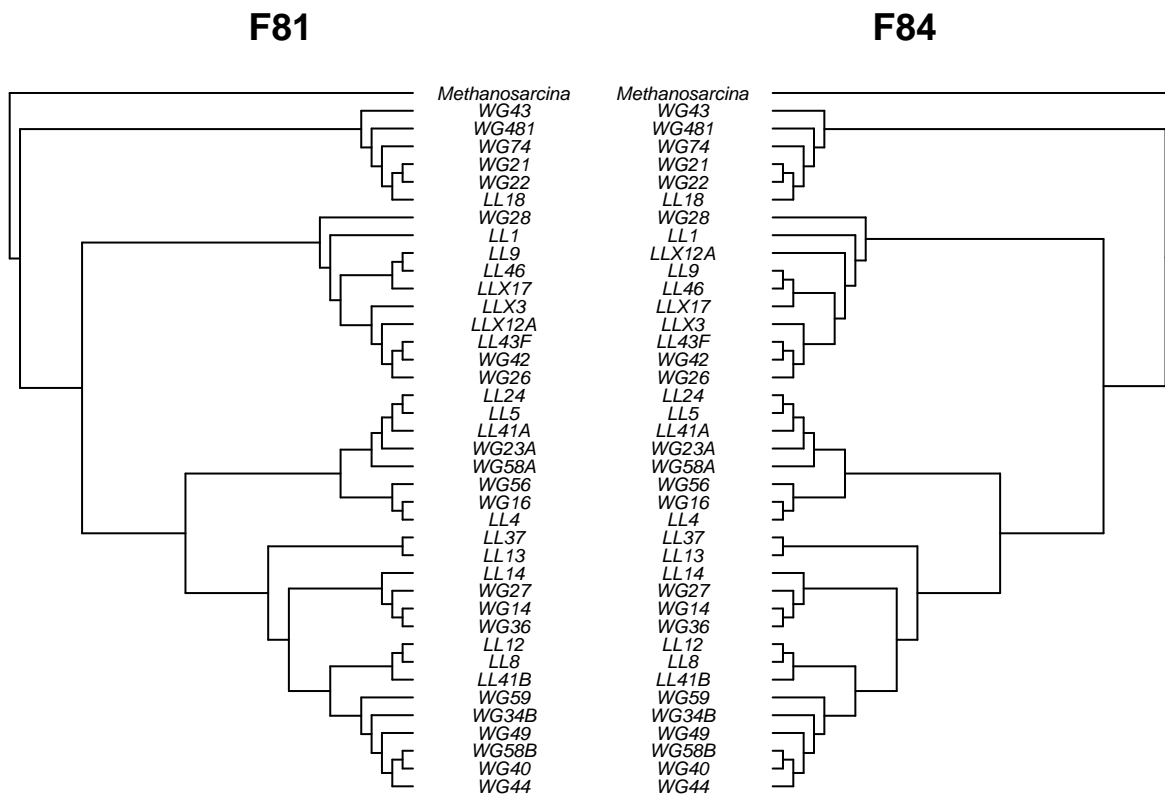 F81 F84
Methanosarcina Methanosarcina
WG43 WG43
WG481 WG481
WG74 WG74
WG21 WG21
WG22 WG22
LL18 LL18
WG28 WG28
LL1 LL1
LL9 LLX12A
LL46 LL9
LLX17 LL46
LLX3 LLX17
LLX12A LLX3
LL43F LL43F
WG42 WG42
WG26 WG26
LL24 LL24
LL5 LL5
LL41A LL41A
WG23A WG23A
WG58A WG58A
WG56 WG56
WG16 WG16
LL4 LL4
LL37 LL37
LL13 LL13
LL14 LL14
WG27 WG27
WG14 WG14
WG36 WG36
LL12 LL12
LL8 LL8
LL41B LL41B
WG59 WG59
WG34B WG34B
WG49 WG49
WG58B WG58B
WG40 WG40
WG44 WG44